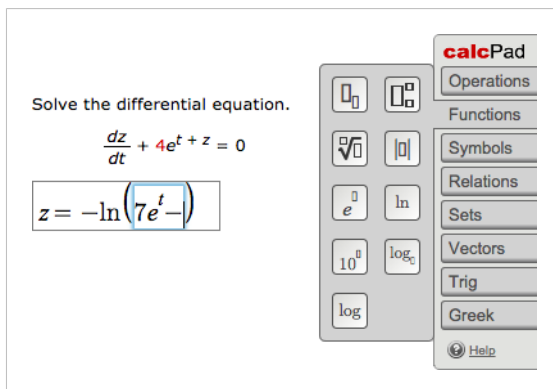 calcPad
Operations
Functions
Symbols
Relations
Sets
Vectors
Trig
Greek
Help
Solve the differential equation.
dz/dt + 4e^(t + z) = 0
z = −ln(7e^t −)
e
ln
10
log
log